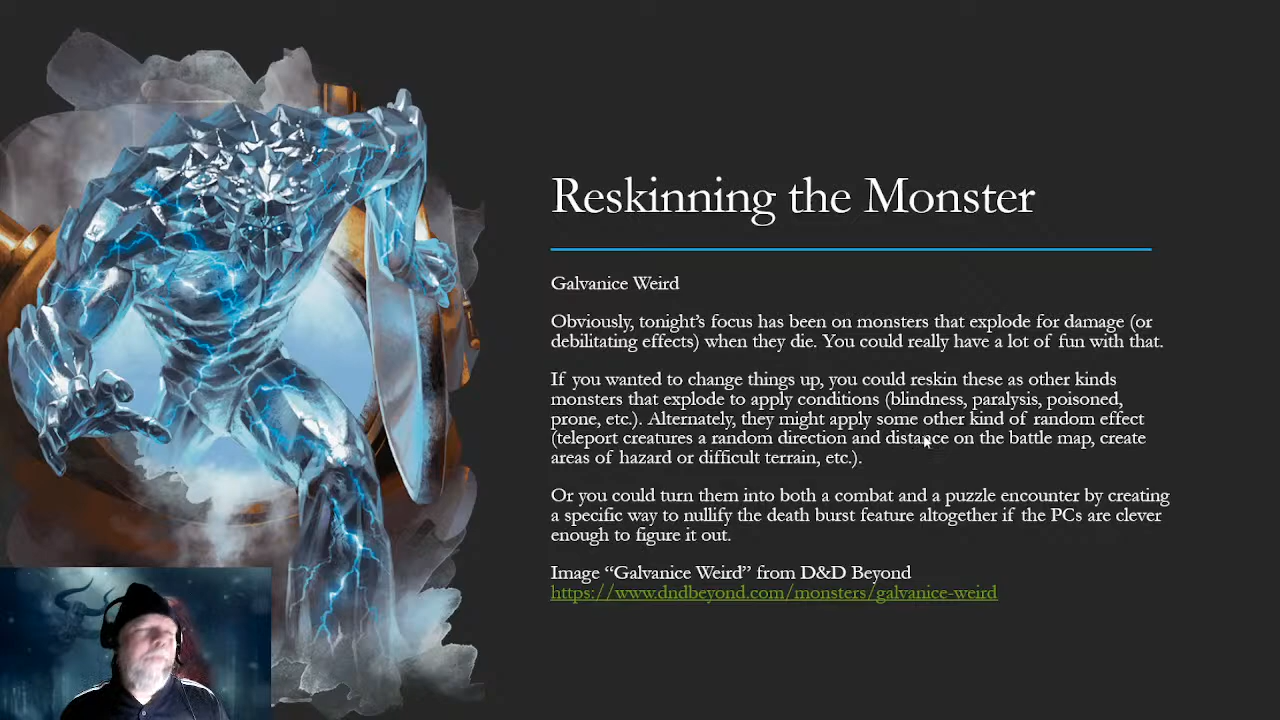 Reskinning the Monster
Galvanice Weird
Obviously, tonight's focus has been on monsters that explode for damage (or
debilitating effects) when they die. You could really have a lot of fun with that.
If you wanted to change things up, you could reskin these as other kinds
monsters that explode to apply conditions (blindness, paralysis, poisoned,
prone, etc.). Alternately, they might apply some other kind of random effect
(teleport creatures a random direction and distance on the battle map, create
areas of hazard or difficult terrain, etc.).
Or you could turn them into both a combat and a puzzle encounter by creating
a specific way to nullify the death burst feature altogether if the PCs are clever
enough to figure it out.
Image “Galvanice Weird” from D&D Beyond
https://www.dndbeyond.com/monsters/galvanice-weird